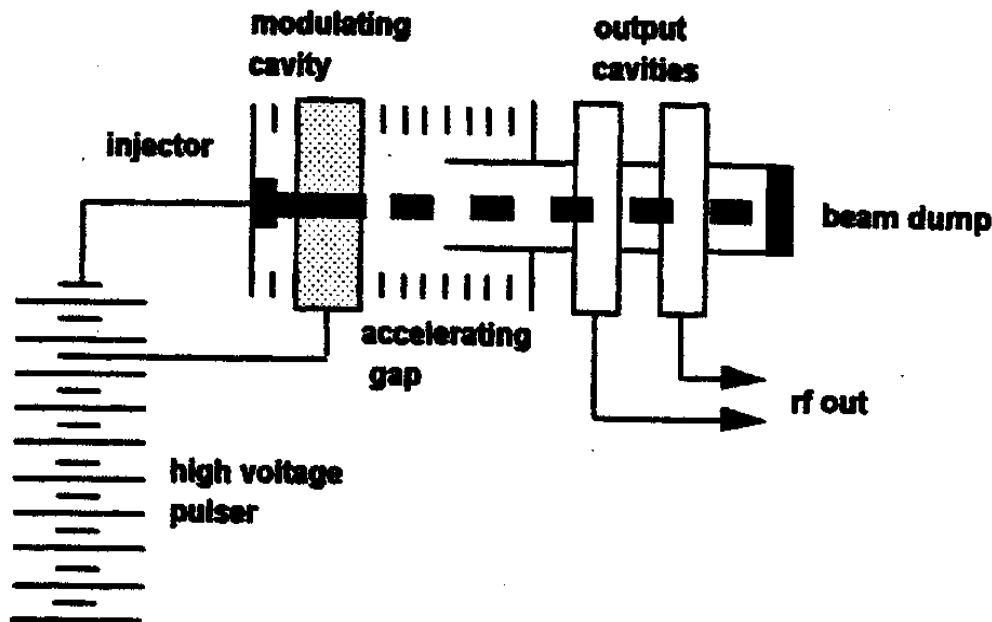 modulating
cavity
output
cavities
injector
beam dump
accelerating
gap
rf out
high voltage
pulser